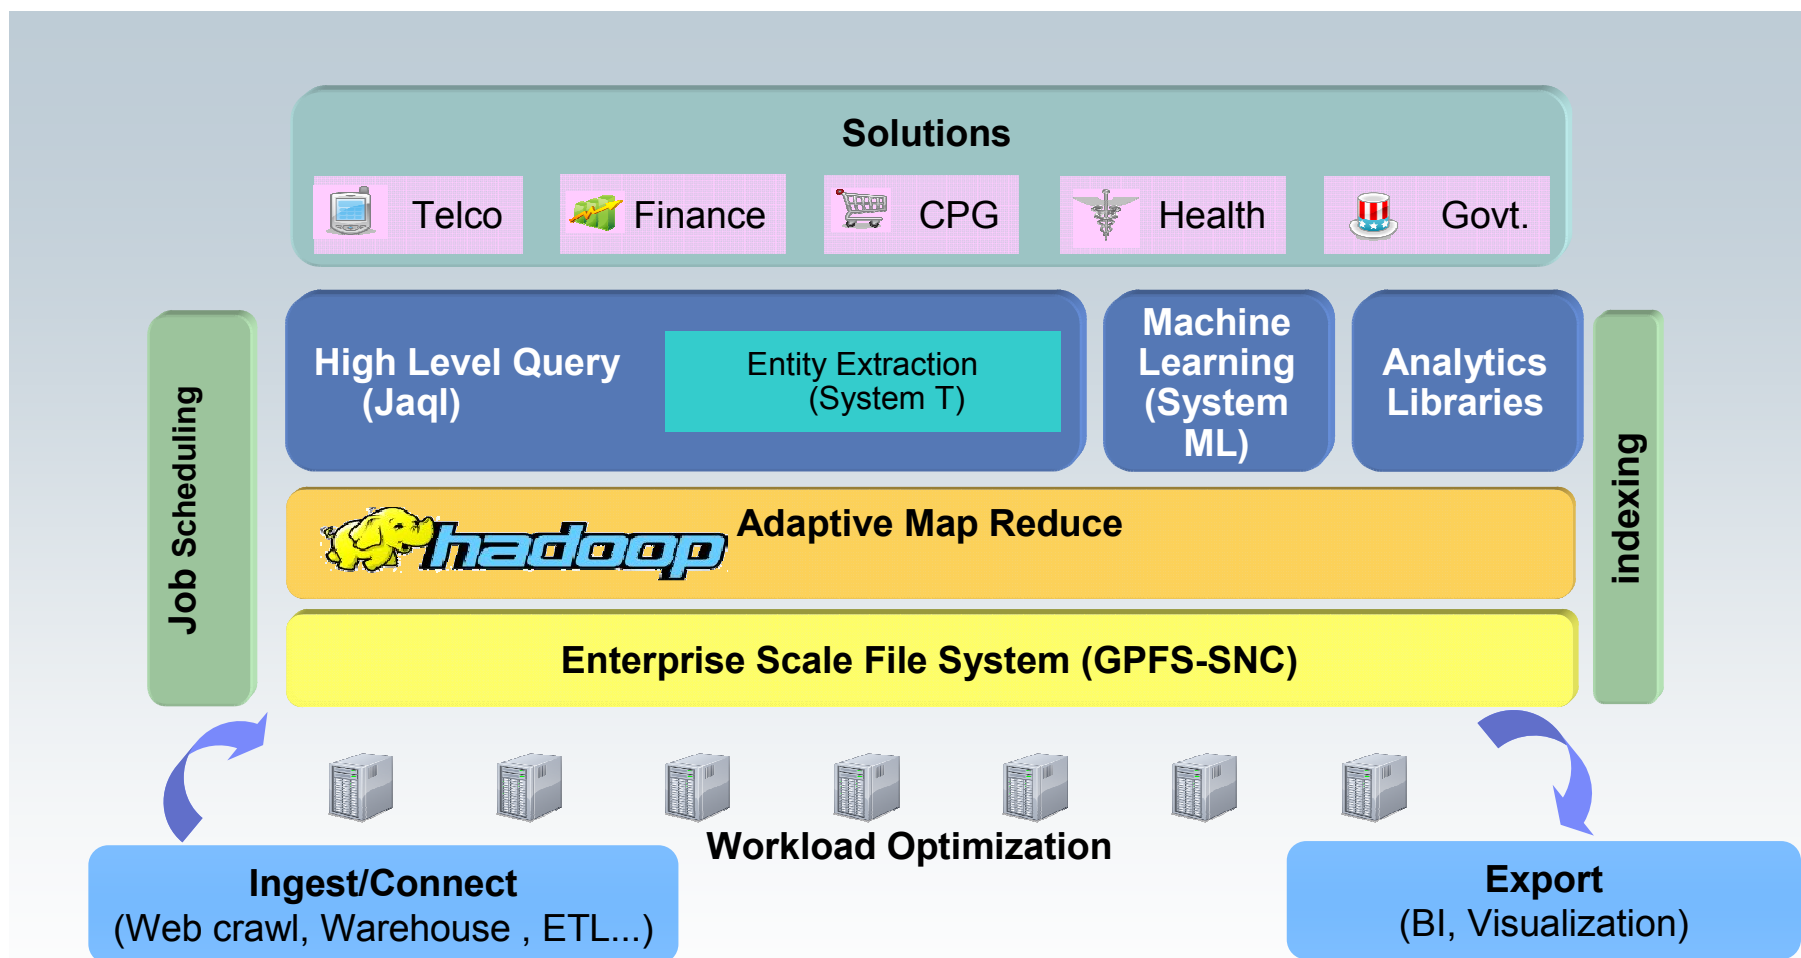 Solutions
Telco
Finance
CPG
Health
Govt.
Job Scheduling
High Level Query
(Jaql)
Entity Extraction
(System T)
Machine
Learning
(System
ML)
Analytics
Libraries
indexing
hadoop
Adaptive Map Reduce
Enterprise Scale File System (GPFS-SNC)
Workload Optimization
Ingest/Connect
(Web crawl, Warehouse , ETL...)
Export
(BI, Visualization)